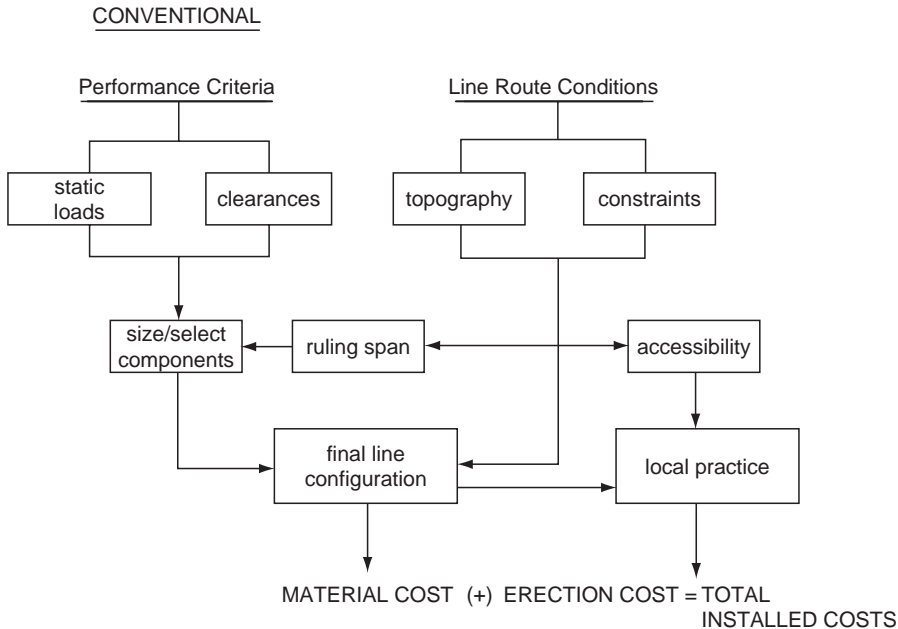 CONVENTIONAL
Performance Criteria
Line Route Conditions
static
loads
clearances
topography
constraints
size/select
components
ruling span
accessibility
final line
configuration
local practice
MATERIAL COST (+) ERECTION COST = TOTAL
INSTALLED COSTS